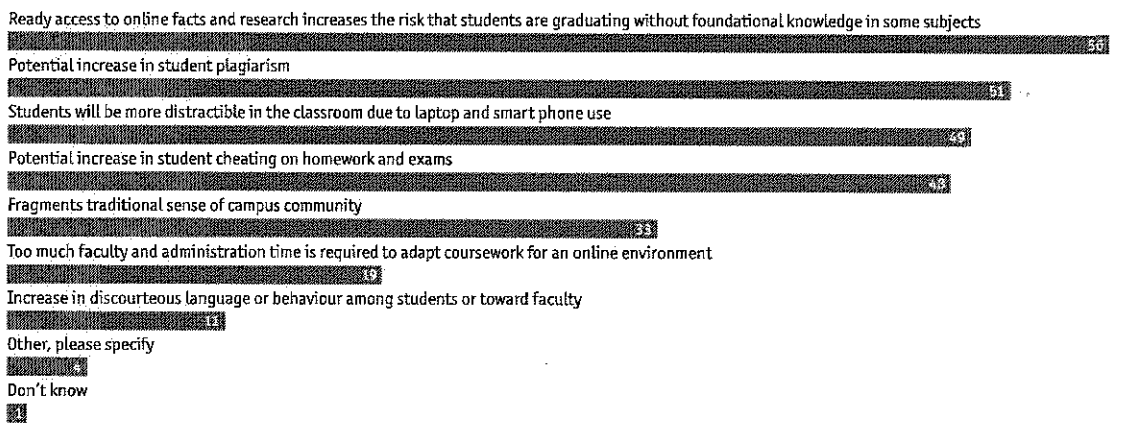 Ready access to online facts and research increases the risk that students are graduating without foundational knowledge in some subjects
56
Potential increase in student plagiarism
51
Students will be more distractible in the classroom due to laptop and smart phone use
49
Potential increase in student cheating on homework and exams
48
Fragments traditional sense of campus community
33
Too much faculty and administration time is required to adapt coursework for an online environment
19
Increase in discourteous language or behaviour among students or toward faculty
11
Other, please specify
4
Don't know
1